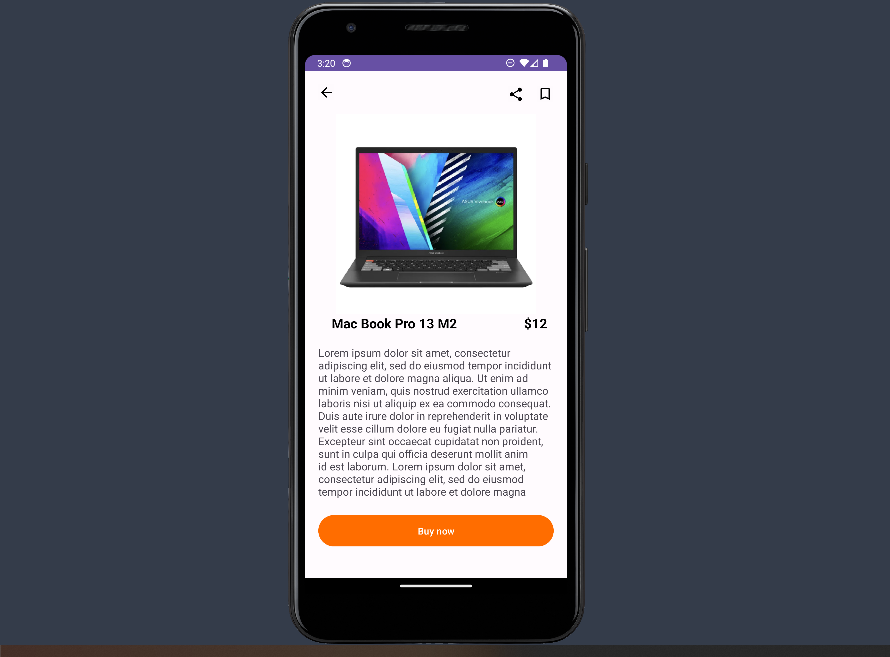 3:20
Mac Book Pro 13 M2
$12
Lorem ipsum dolor sit amet, consectetur
adipiscing elit, sed do eiusmod tempor incididunt
ut labore et dolore magna aliqua. Ut enim ad
minim veniam, quis nostrud exercitation ullamco
laboris nisi ut aliquip ex ea commodo consequat.
Duis aute irure dolor in reprehenderit in voluptate
velit esse cillum dolore eu fugiat nulla pariatur.
Excepteur sint occaecat cupidatat non proident,
sunt in culpa qui officia deserunt mollit anim
id est laborum. Lorem ipsum dolor sit amet,
consectetur adipiscing elit, sed do eiusmod
tempor incididunt ut labore et dolore magna
Buy now